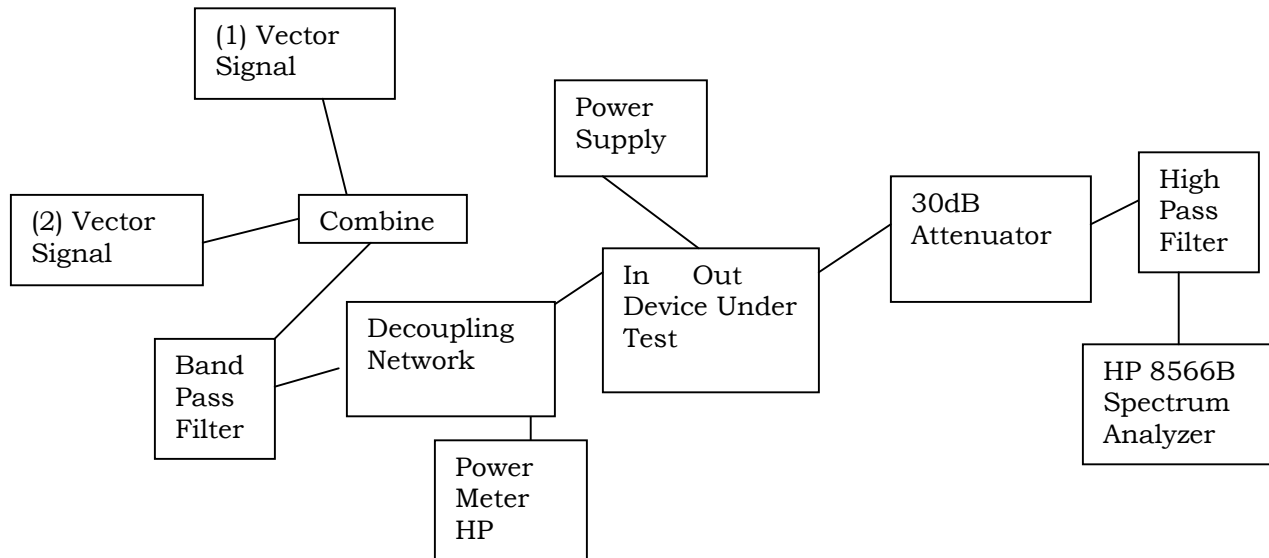 (1) Vector
Signal
Power
Supply
(2) Vector
Signal
Combine
30dB
Attenuator
High
Pass
Filter
In Out
Device Under
Test
Decoupling
Network
Band
Pass
Filter
HP 8566B
Spectrum
Analyzer
Power
Meter
HP